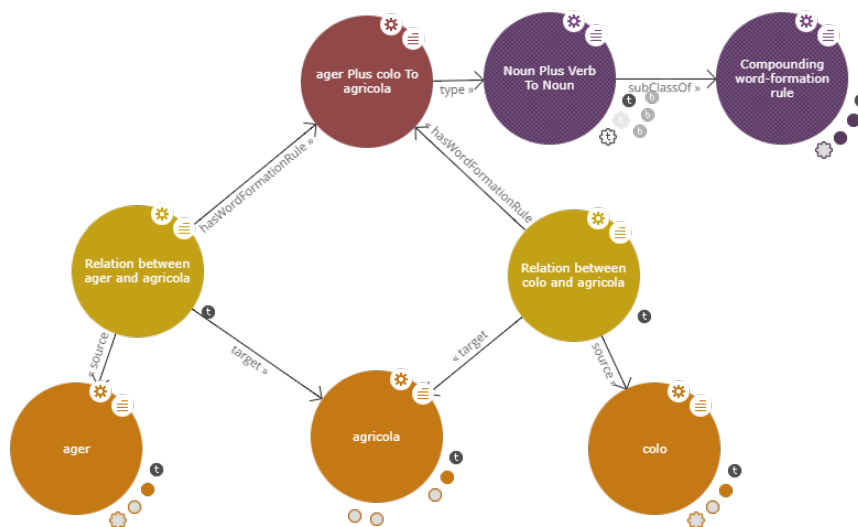 ager Plus colo To
agricola
type »
Noun Plus Verb
To Noun
subClassOf »
Compounding
word-formation
rule
t
b
b
b
t
hasWordFormationRule »
« hasWordFormationRule
Relation between
ager and agricola
t
Relation between
colo and agricola
t
« source
target »
« target
source »
ager
t
agricola
t
colo
t